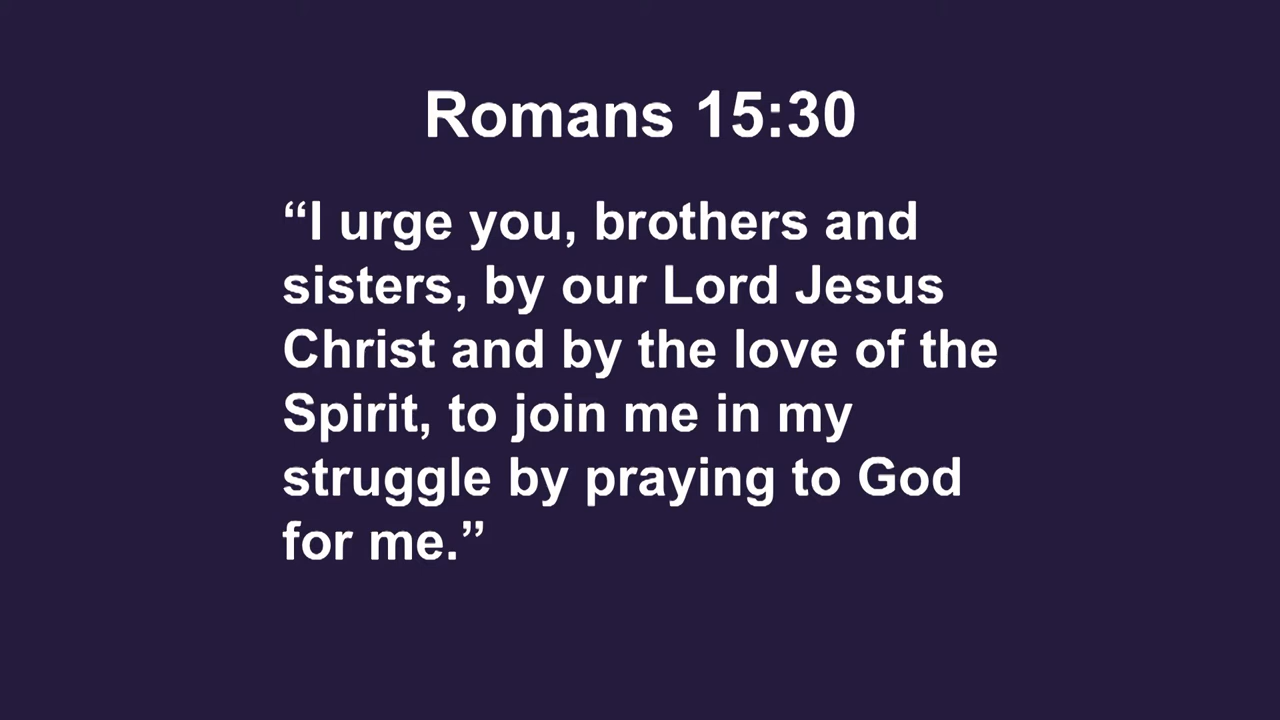 Romans 15:30
“I urge you, brothers and
sisters, by our Lord Jesus
Christ and by the love of the
Spirit, to join me in my
struggle by praying to God
for me.”